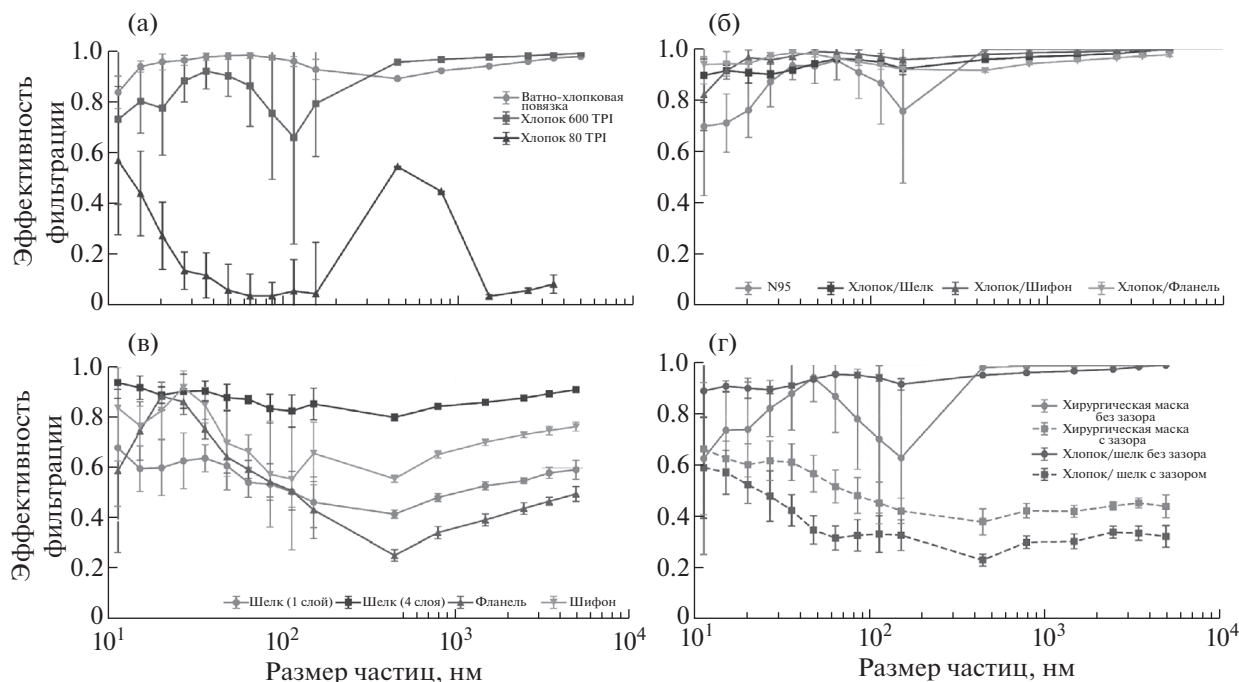 (а)
Эффективность
фильтрации
1.0
0.8
0.6
0.4
0.2
0
Ватно-хлопковая
повязка
Хлопок 600 TPI
Хлопок 80 TPI
(б)
1.0
0.8
0.6
0.4
0.2
0
N95
Хлопок/Шелк
Хлопок/Шифон
Хлопок/Фланель
(в)
Эффективность
фильтрации
1.0
0.8
0.6
0.4
0.2
0
Шелк (1 слой)
Шелк (4 слоя)
Фланель
Шифон
10¹
10²
10³
10⁴
Размер частиц, нм
(г)
1.0
0.8
0.6
0.4
0.2
0
Хирургическая маска
без зазора
Хирургическая маска
с зазора
Хлопок/шелк без зазора
Хлопок/ шелк с зазором
10¹
10²
10³
10⁴
Размер частиц, нм